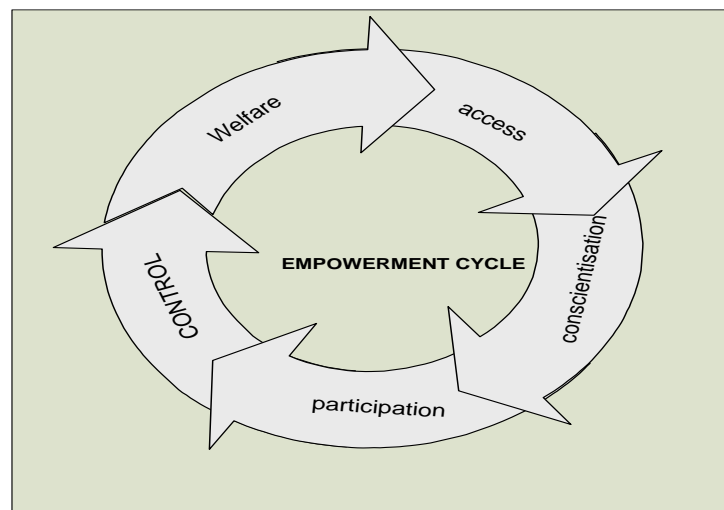 Welfare
access
conscientisation
participation
CONTROL
EMPOWERMENT CYCLE